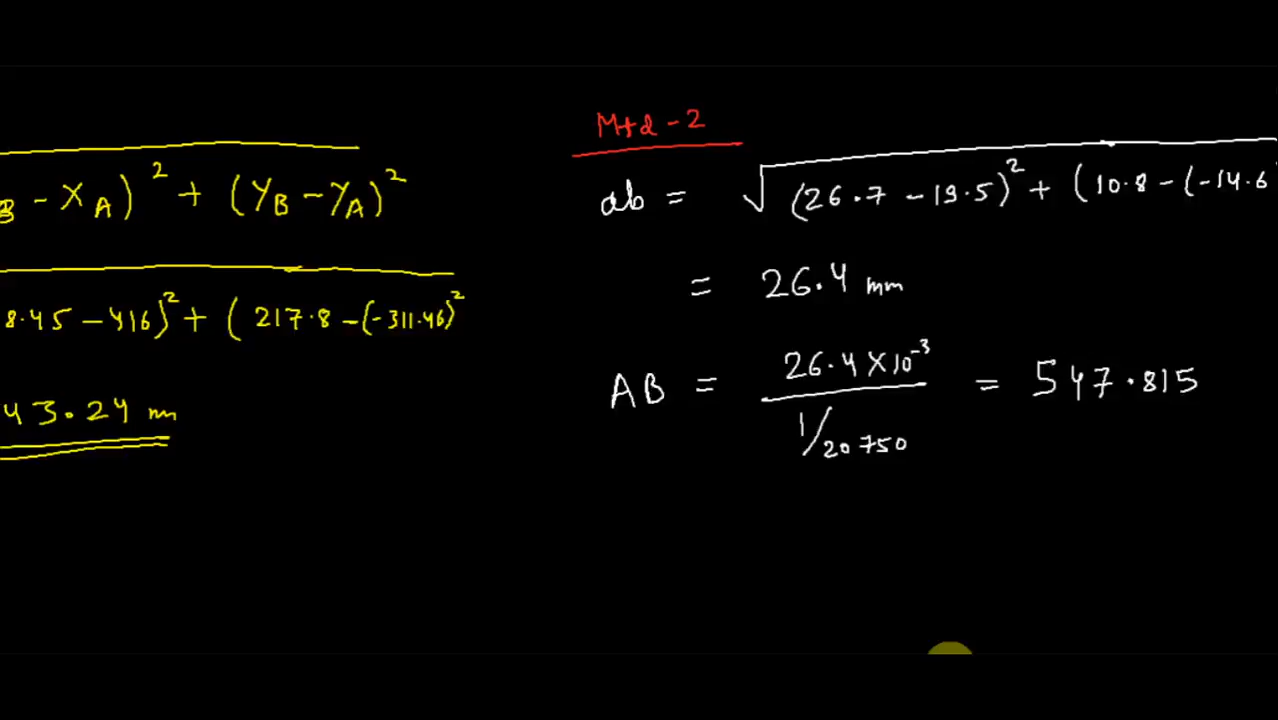 B - XA)² + (YB - YA)²
8.45 - 416)² + (217.8 - (-311.46)²
43.24 m
Mtd - 2
ab = √(26.7 - 19.5)² + (10.8 - (-14.6)
= 26.4 mm
AB = 26.4 × 10⁻³ / 1/20750 = 547.815